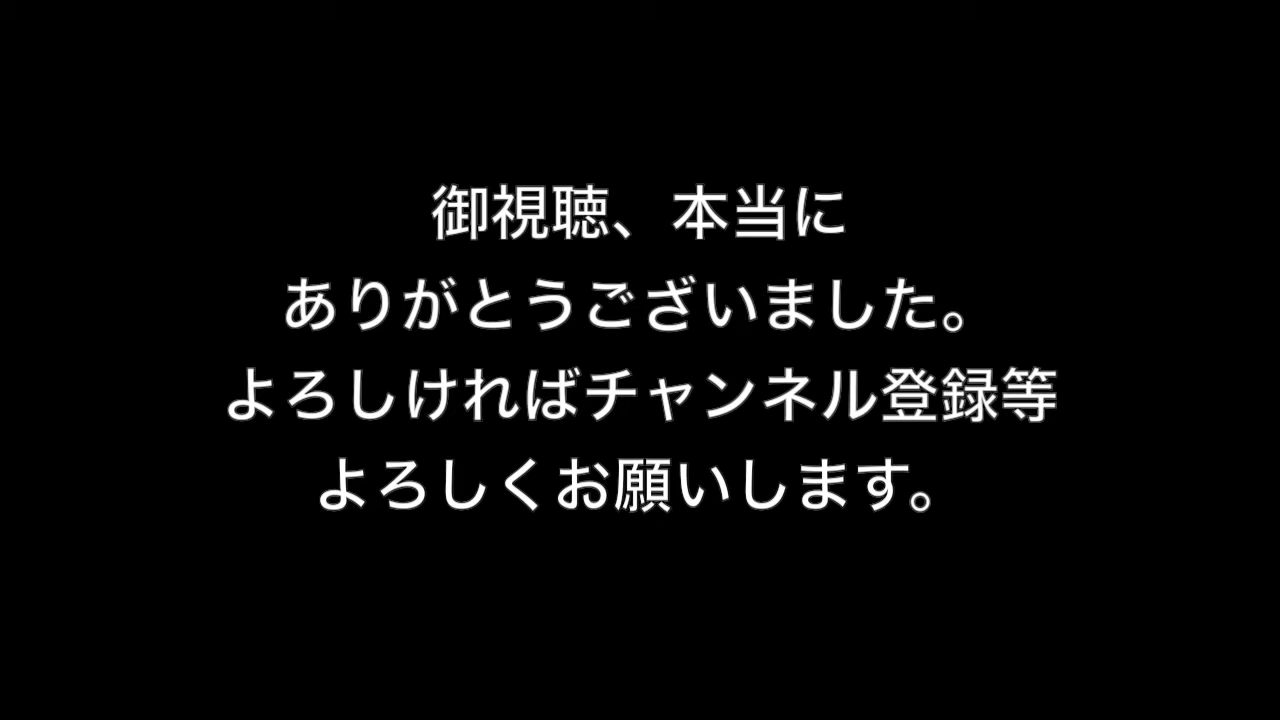 御視聴、本当に
ありがとうございました。
よろしければチャンネル登録等
よろしくお願いします。